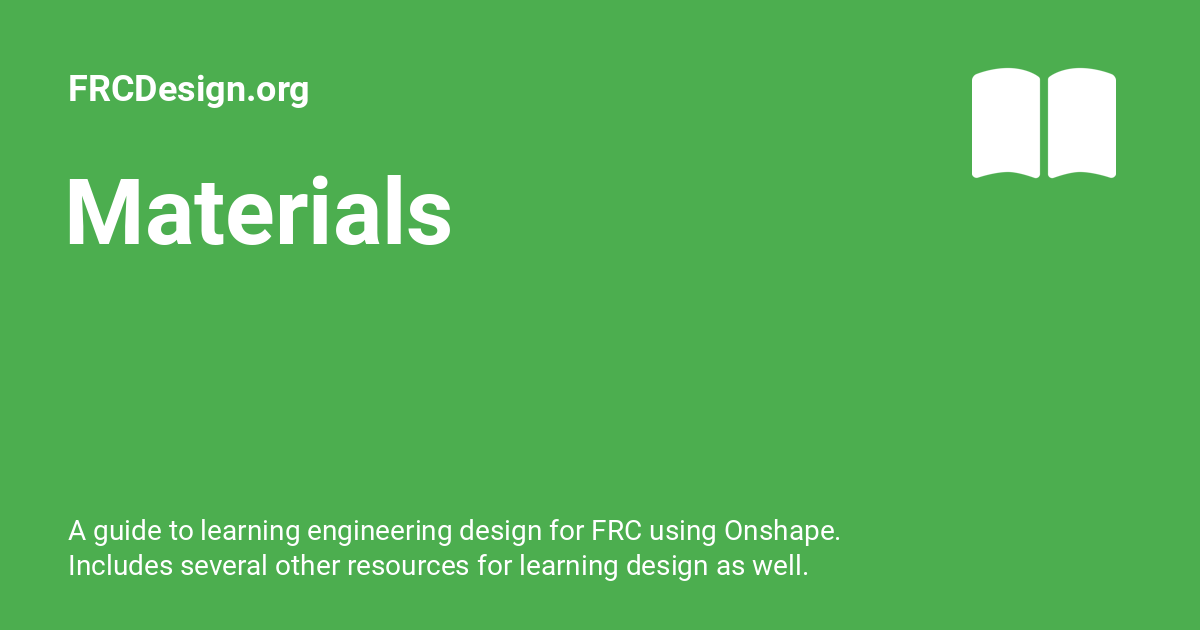 FRCDesign.org
Materials
A guide to learning engineering design for FRC using Onshape.
Includes several other resources for learning design as well.